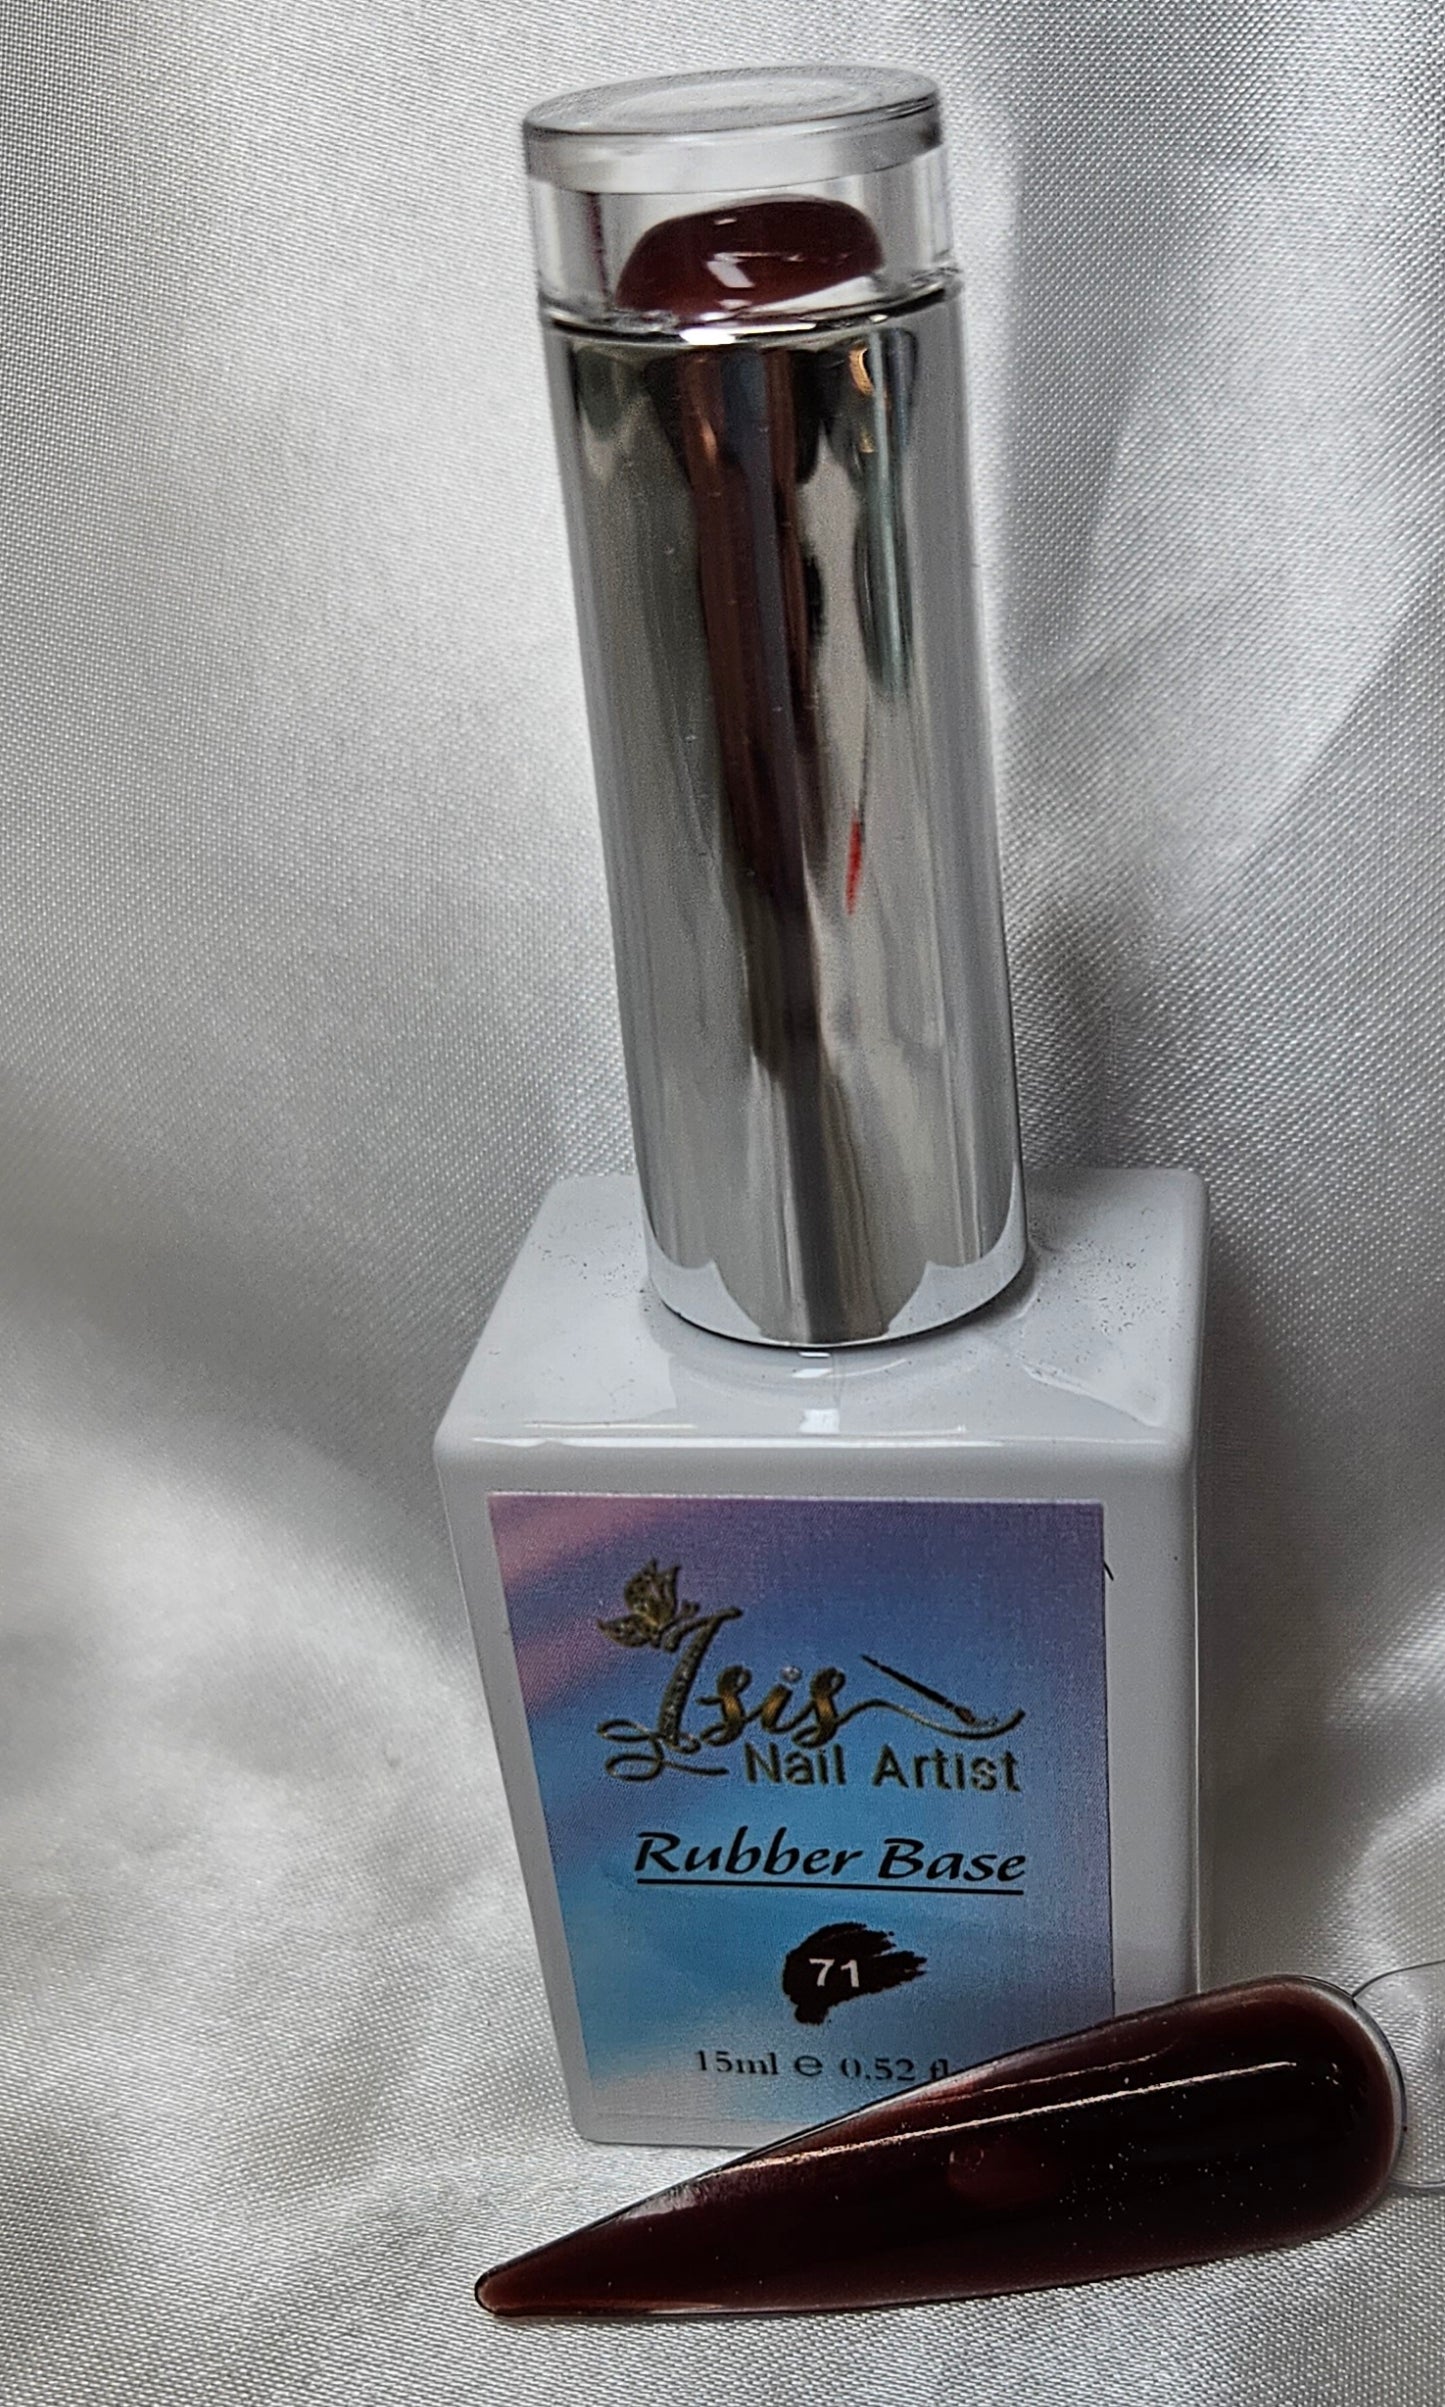 Isis
Nail Artist
Rubber Base
71
15ml ℮ 0.52 fl